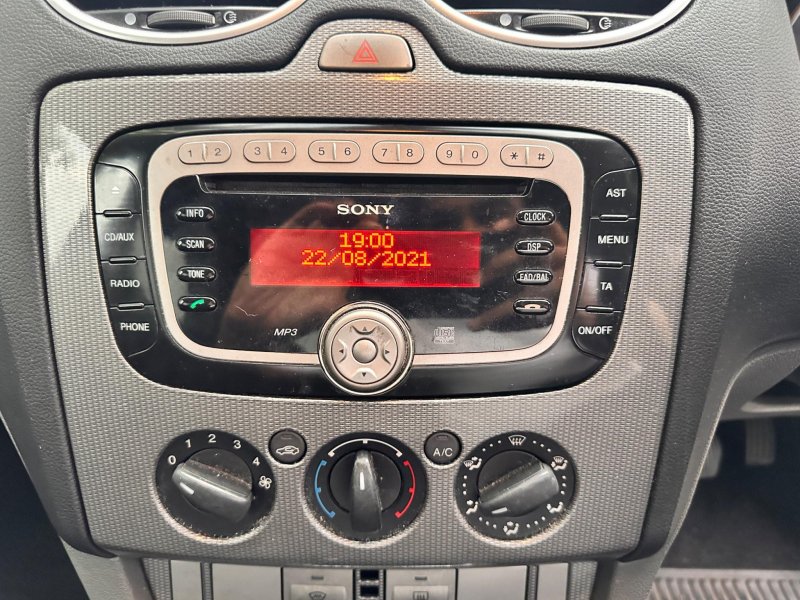 1 2 3 4 5 6 7 8 9 0 * #
SONY
AST
INFO
CLOCK
CD/AUX
SCAN
19:00
22/08/2021
DSP
MENU
RADIO
TONE
FAD/BAL
TA
PHONE
MP3
ON/OFF
0 1 2 3 4
A/C